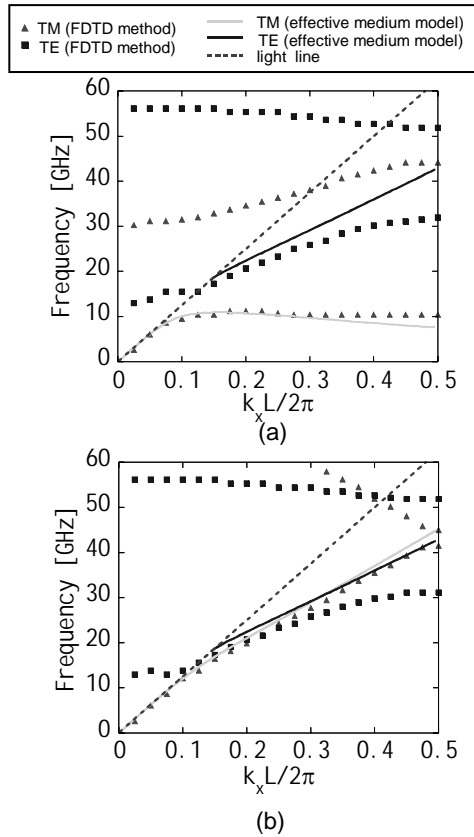 TM (FDTD method)
TE (FDTD method)
TM (effective medium model)
TE (effective medium model)
light line
60
50
40
30
20
10
0
Frequency [GHz]
0 0.1 0.2 0.3 0.4 0.5
kₓL/2π
(a)
60
50
40
30
20
10
0
Frequency [GHz]
0 0.1 0.2 0.3 0.4 0.5
kₓL/2π
(b)